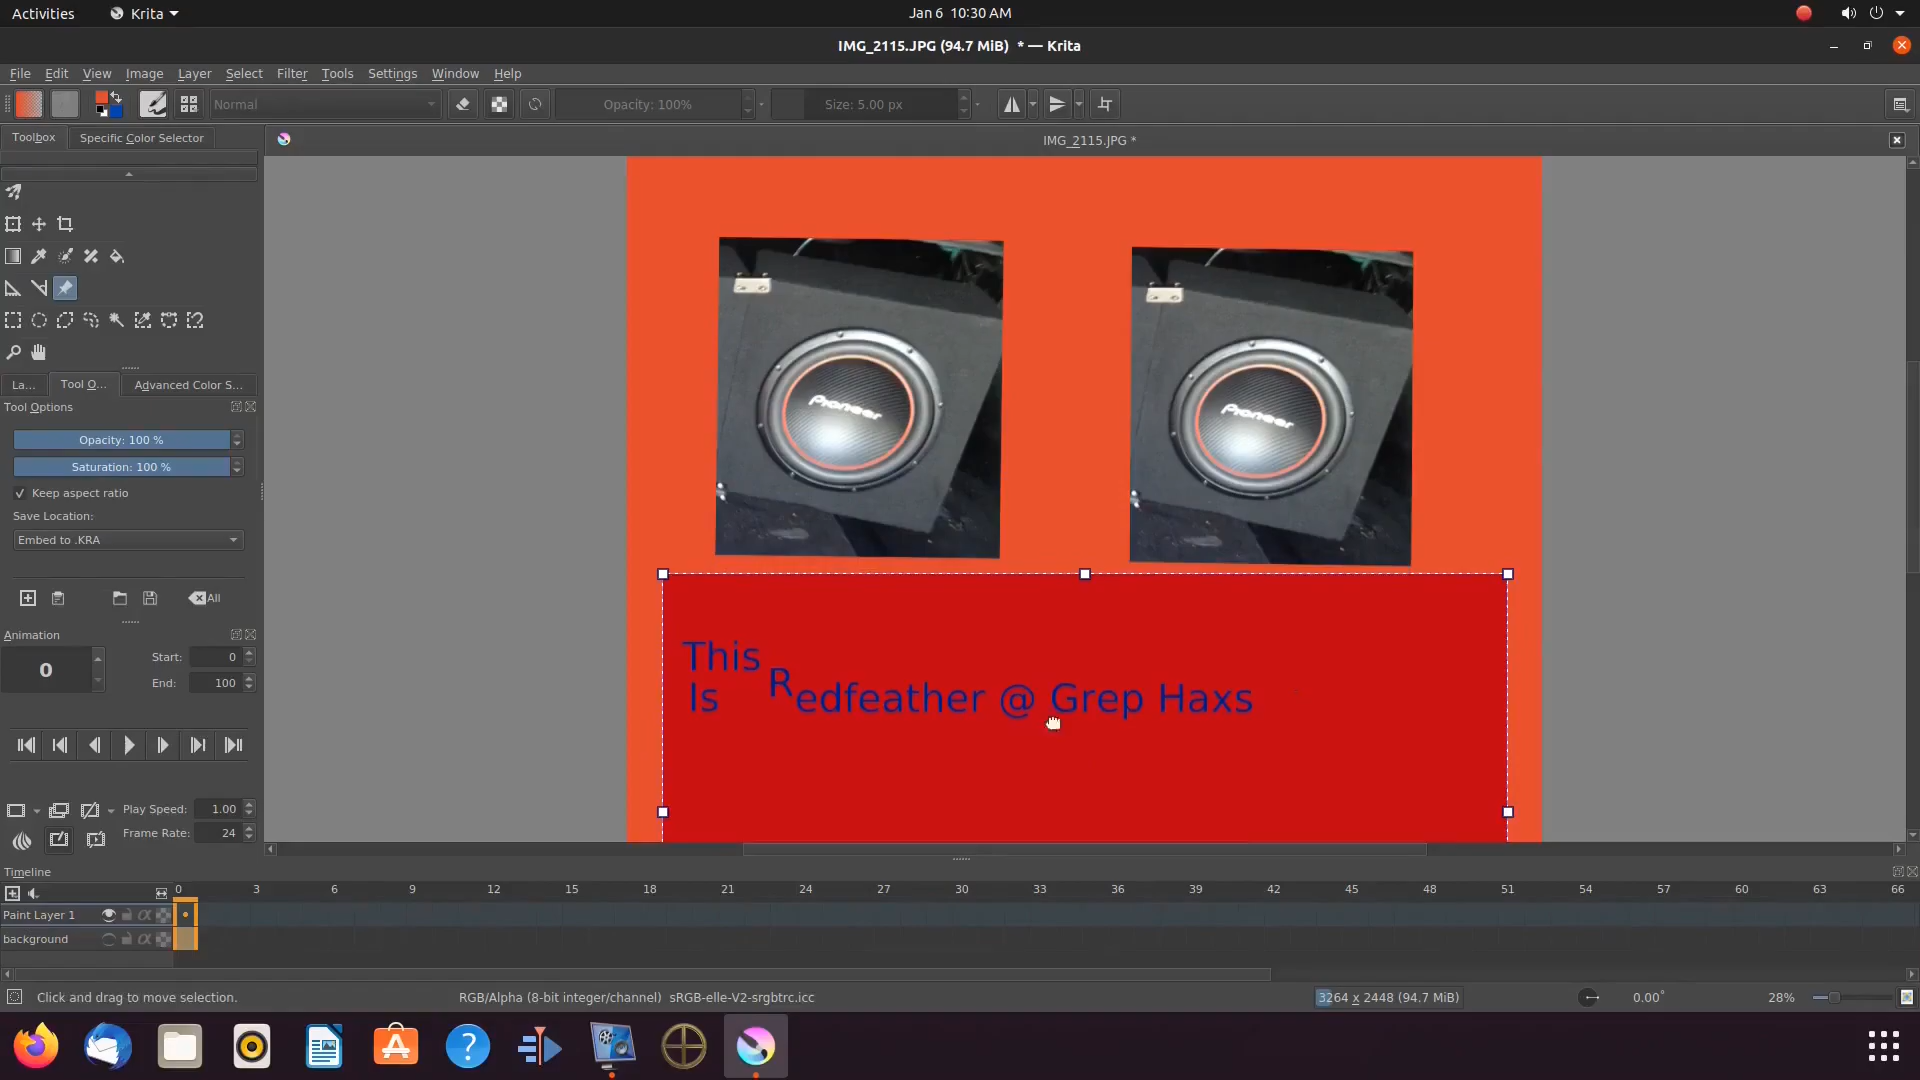 Activities
Krita
Jan 6 10:30 AM
IMG_2115.JPG (94.7 MiB) * — Krita
File Edit View Image Layer Select Filter Tools Settings Window Help
Normal
Opacity: 100%
Size: 5.00 px
Toolbox
Specific Color Selector
IMG_2115.JPG *
Pioneer
Pioneer
La...
Tool O...
Advanced Color S...
Tool Options
Opacity: 100 %
Saturation: 100 %
Keep aspect ratio
Save Location:
Embed to .KRA
All
This
Is Redfeather @ Grep Haxs
Animation
0
Start: 0
End: 100
Play Speed: 1.00
Frame Rate: 24
Timeline
0 3 6 9 12 15 18 21 24 27 30 33 36 39 42 45 48 51 54 57 60 63 66
Paint Layer 1
background
Click and drag to move selection.
RGB/Alpha (8-bit integer/channel) sRGB-elle-V2-srgbtrc.icc
3264 x 2448 (94.7 MiB)
0.00°
28%